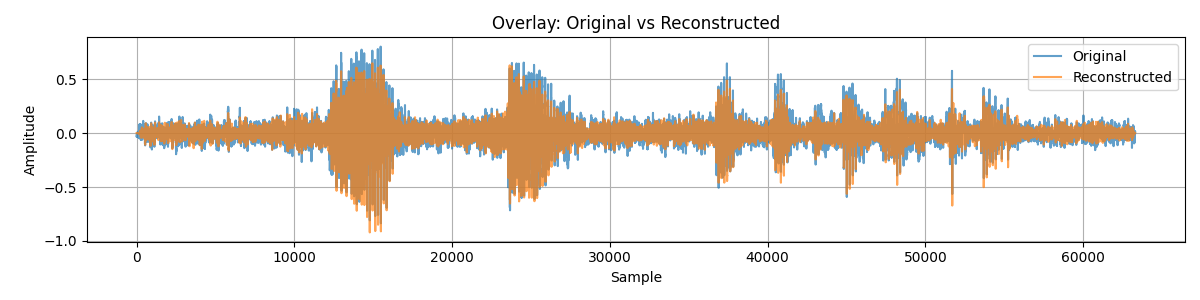 Overlay: Original vs Reconstructed
Original
Reconstructed
Amplitude
0.5
0.0
−0.5
−1.0
0
10000
20000
30000
40000
50000
60000
Sample